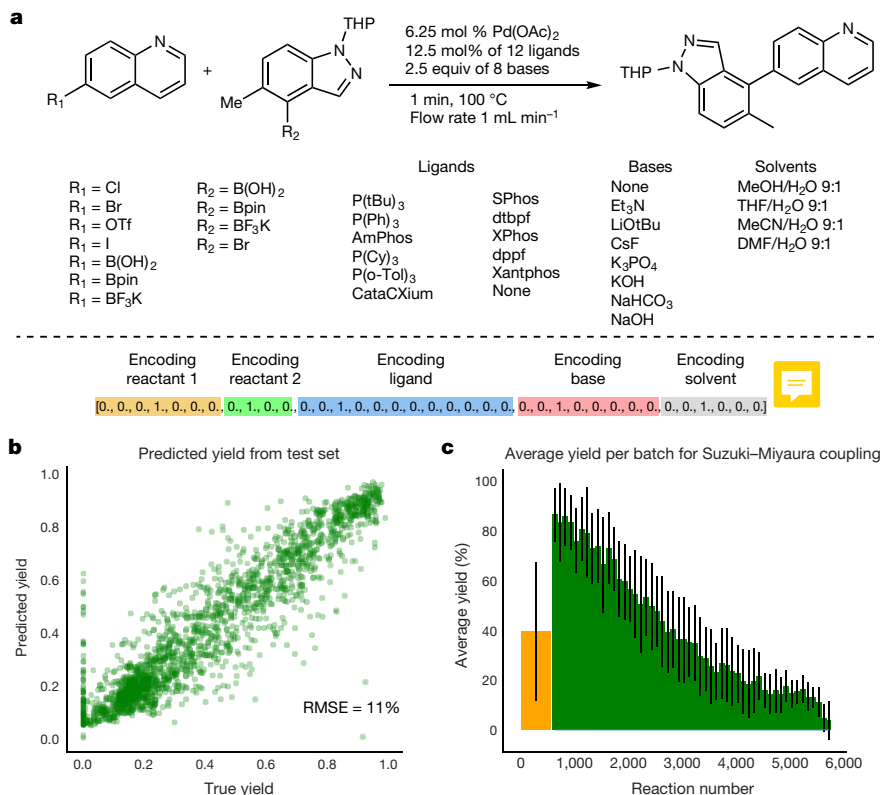 a
N
R1
+
THP
N
N
Me
R2
6.25 mol % Pd(OAc)2
12.5 mol% of 12 ligands
2.5 equiv of 8 bases
1 min, 100 °C
Flow rate 1 mL min−1
N
N
THP
N
R1 = Cl
R1 = Br
R1 = OTf
R1 = I
R1 = B(OH)2
R1 = Bpin
R1 = BF3K
R2 = B(OH)2
R2 = Bpin
R2 = BF3K
R2 = Br
Ligands
P(tBu)3
P(Ph)3
AmPhos
P(Cy)3
P(o-Tol)3
CataCXium
SPhos
dtbpf
XPhos
dppf
Xantphos
None
Bases
None
Et3N
LiOtBu
CsF
K3PO4
KOH
NaHCO3
NaOH
Solvents
MeOH/H2O 9:1
THF/H2O 9:1
MeCN/H2O 9:1
DMF/H2O 9:1
Encoding
reactant 1
Encoding
reactant 2
Encoding
ligand
Encoding
base
Encoding
solvent
[0., 0., 0., 1., 0., 0., 0., 0., 1., 0., 0., 0., 0., 1., 0., 0., 0., 0., 0., 0., 0., 0., 0., 0., 0., 1., 0., 0., 0., 0., 0., 0., 0., 1., 0., 0., 0.]
b
Predicted yield from test set
Predicted yield
1.0
0.8
0.6
0.4
0.2
0.0
RMSE = 11%
0.0
0.2
0.4
0.6
0.8
1.0
True yield
c
Average yield per batch for Suzuki–Miyaura coupling
Average yield (%)
100
80
60
40
20
0
0
1,000
2,000
3,000
4,000
5,000
6,000
Reaction number